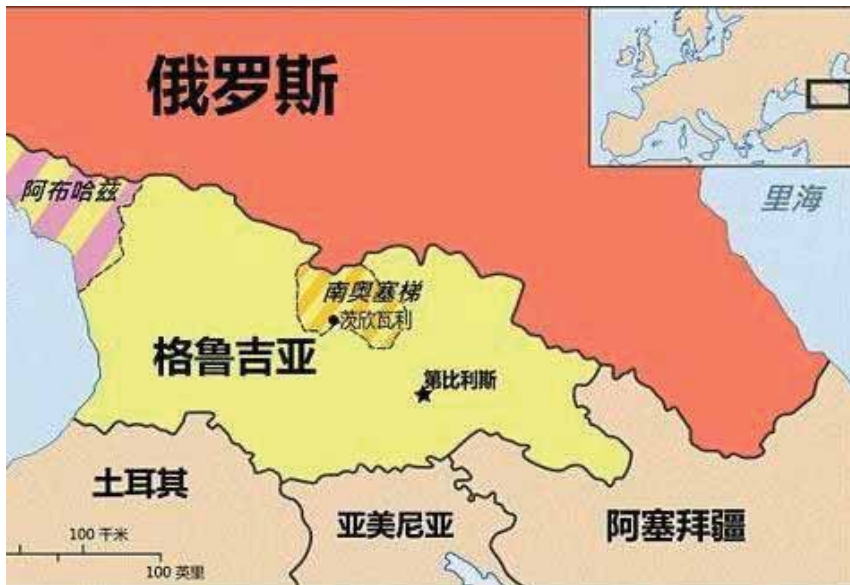 俄罗斯
阿布哈兹
里海
南奥塞梯
茨欣瓦利
格鲁吉亚
第比利斯
土耳其
亚美尼亚
阿塞拜疆
100 千米
100 英里